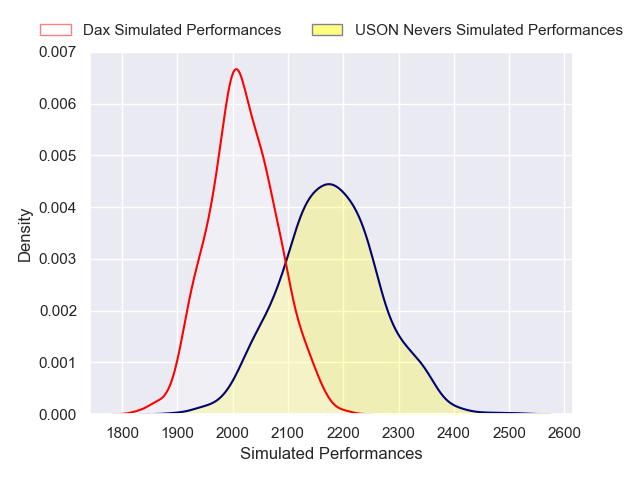 Dax Simulated Performances USON Nevers Simulated Performances
0.007
0.006
0.005
0.004
0.003
0.002
0.001
0.000
Density
1800 1900 2000 2100 2200 2300 2400 2500 2600
Simulated Performances